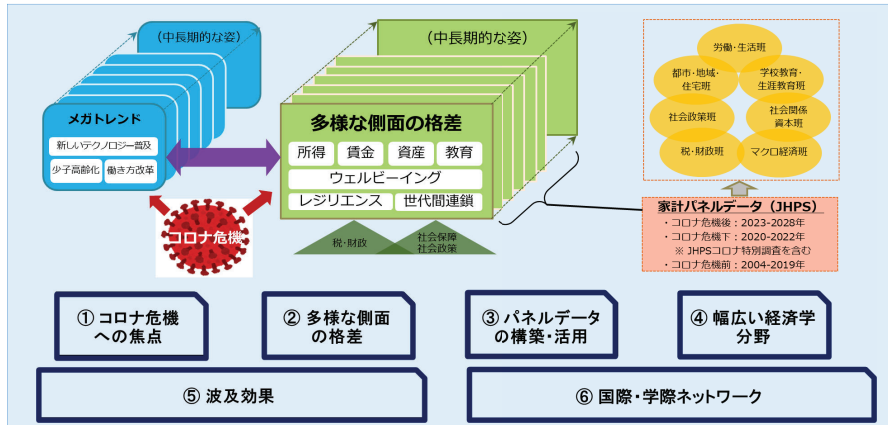 (中長期的な姿)
メガトレンド
新しいテクノロジー普及
少子高齢化 働き方改革
コロナ危機
(中長期的な姿)
多様な側面の格差
所得 賃金 資産 教育
ウェルビーイング
レジリエンス 世代間連鎖
税・財政
社会保障
社会政策
労働・生活班
都市・地域・
住宅班
学校教育・
生涯教育班
社会政策班
社会関係
資本班
税・財政班
マクロ経済班
家計パネルデータ(JHPS)
・コロナ危機後:2023-2028年
・コロナ危機下:2020-2022年
※ JHPSコロナ特別調査を含む
・コロナ危機前:2004-2019年
① コロナ危機
への焦点
② 多様な側面
の格差
③ パネルデータ
の構築・活用
④ 幅広い経済学
分野
⑤ 波及効果
⑥ 国際・学際ネットワーク